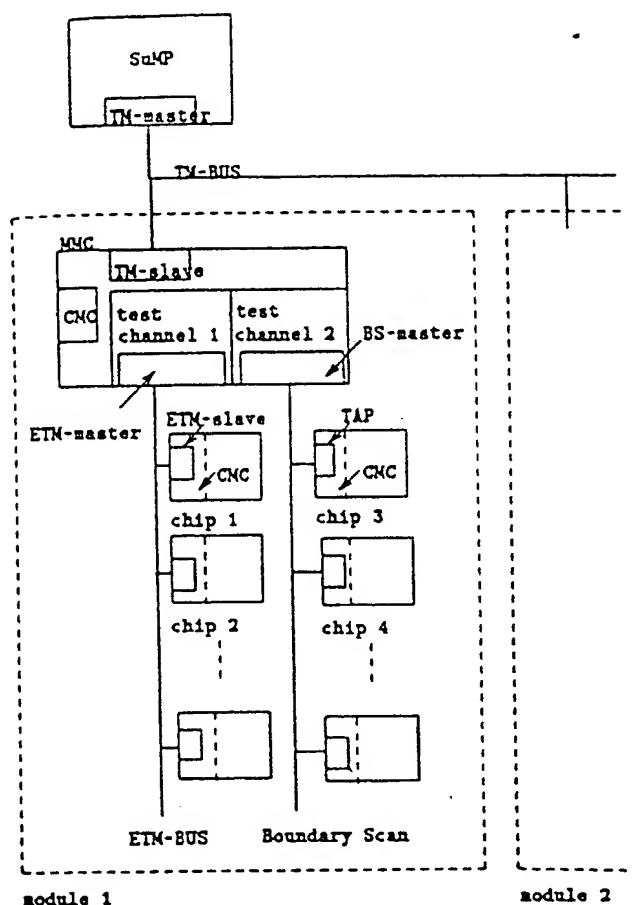 SuMP
TM-master
TM-BUS
MMC
TM-slave
CMC
test
channel 1
test
channel 2
BS-master
ETM-master
ETM-slave
TAP
CMC
CMC
chip 1
chip 3
chip 2
chip 4
ETM-BUS
Boundary Scan
module 1
module 2